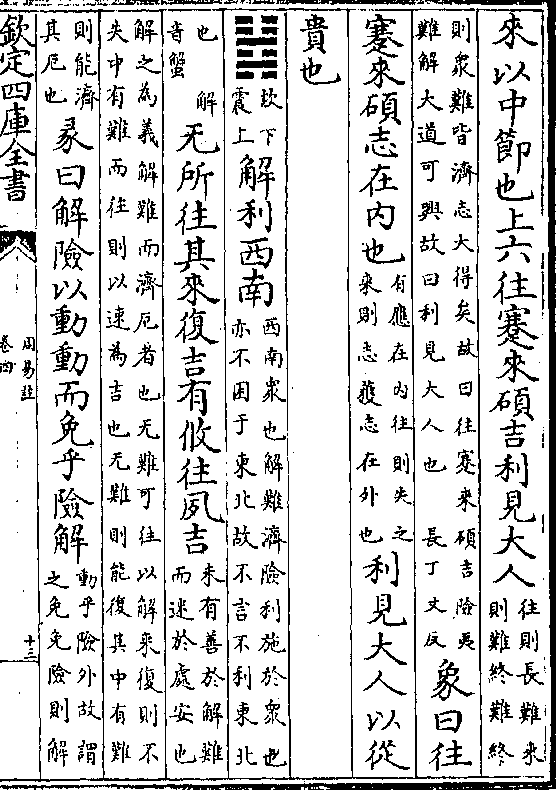 來以中節也上六往蹇來碩吉利見大人往則長難來則難終難終
則衆難皆濟志大得矣故曰往蹇來碩吉險夷難解大道可興故曰利見大人也　長丁丈反象曰往
蹇來碩志在内也有應在内往則失之來則志獲志在外也利見大人以從
貴也
䷧坎下震上解利西南西南衆也解難濟險利施於衆也亦不困于東北故不言不利東北
也　解音蟹无所往其來復吉有攸往夙吉未有善於解難而迷於處安也
解之為義解難而濟厄者也无難可往以解來復則不失中有難而往則以速為吉也无難則能復其中有難
則能濟其厄也彖曰解險以動動而免乎險解動乎險外故謂之免免險則解
欽定四庫全書
周易註
卷四
十三